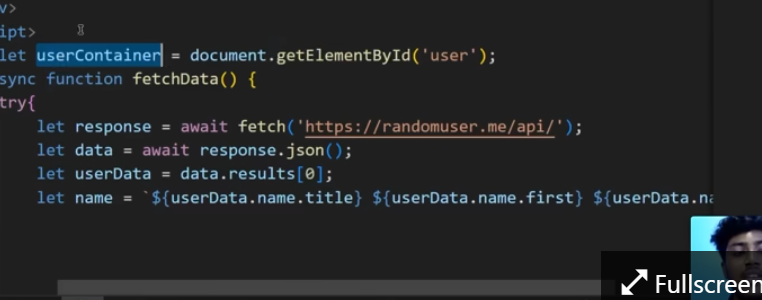 v>
ipt>
let userContainer = document.getElementById('user');
sync function fetchData() {
try{
let response = await fetch('https://randomuser.me/api/');
let data = await response.json();
let userData = data.results[0];
let name = `${userData.name.title} ${userData.name.first} ${userData.na
Fullscreen